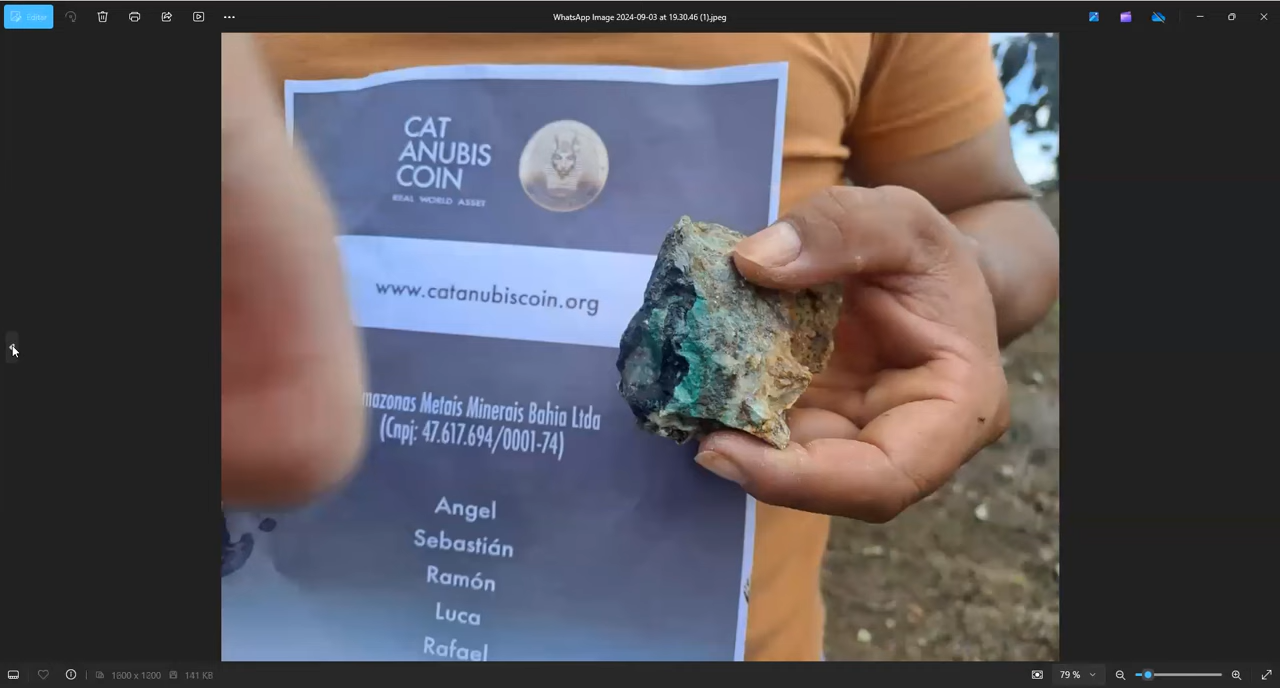 Editar
WhatsApp Image 2024-09-03 at 19.30.46 (1).jpeg
CAT
ANUBIS
COIN
REAL WORLD ASSET
www.catanubiscoin.org
mazonas Metais Minerais Bahia Ltda
(Cnpj: 47.617.694/0001-74)
Angel
Sebastián
Ramón
Luca
Rafael
1600 x 1200
141 KB
79 %